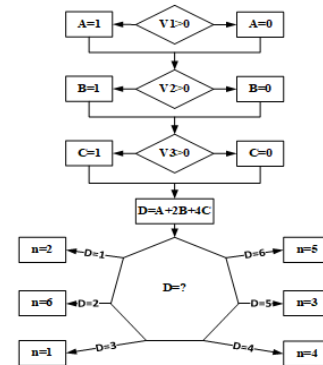 A=1 V1>0 A=0
B=1 V2>0 B=0
C=1 V3>0 C=0
D=A+2B+4C
n=2 D=1 D=6 n=5
D=?
n=6 D=2 D=5 n=3
n=1 D=3 D=4 n=4